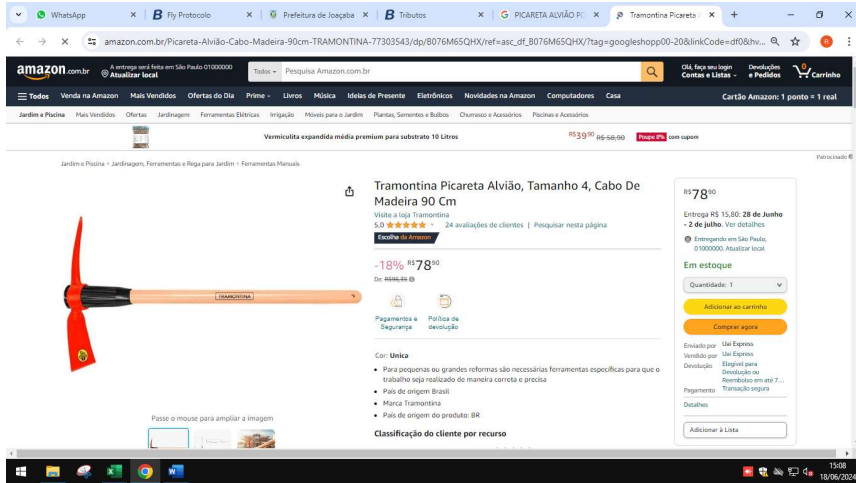 WhatsApp
Fly Protocolo
Prefeitura de Joaçaba
Tributos
PICARETA ALVIÃO PO
Tramontina Picareta
amazon.com.br/Picareta-Alvião-Cabo-Madeira-90cm-TRAMONTINA-77303543/dp/B076M65QHX/ref=asc_df_B076M65QHX/?tag=googleshopp00-20&linkCode=df0&hv...
amazon.com.br
A entrega será feita em São Paulo 01000000
Atualizar local
Todos
Pesquisa Amazon.com.br
Olá, faça seu login
Contas e Listas
Devoluções
e Pedidos
0
Carrinho
Todos Venda na Amazon Mais Vendidos Ofertas do Dia Prime Livros Música Ideias de Presente Eletrônicos Novidades na Amazon Computadores Casa
Cartão Amazon: 1 ponto = 1 real
Jardim e Piscina Mais Vendidos Ofertas Jardinagem Ferramentas Elétricas Irrigação Móveis para o Jardim Plantas, Sementes e Bulbos Churrasco e Acessórios Piscinas e Acessórios
Vermiculita expandida média premium para substrato 10 Litros
R$3990 R$ 58,90 Poupe 8% com cupom
Patrocinado
Jardim e Piscina › Jardinagem, Ferramentas e Rega para Jardim › Ferramentas Manuais
Tramontina Picareta Alvião, Tamanho 4, Cabo De
Madeira 90 Cm
Visite a loja Tramontina
5,0 24 avaliações de clientes | Pesquisar nesta página
Escolha da Amazon
-18% R$7890
De: R$96,35
Pagamentos e
Segurança
Política de
devolução
Cor: Unica
• Para pequenas ou grandes reformas são necessárias ferramentas específicas para que o
trabalho seja realizado de maneira correta e precisa
• País de origem Brasil
• Marca Tramontina
• País de origem do produto: BR
Classificação do cliente por recurso
TRAMONTINA
Passe o mouse para ampliar a imagem
R$7890
Entrega R$ 15,80: 28 de Junho
- 2 de julho. Ver detalhes
Entregando em São Paulo,
01000000. Atualizar local
Em estoque
Quantidade: 1
Adicionar ao carrinho
Comprar agora
Enviado por Uai Express
Vendido por Uai Express
Devolução Elegível para
Devolução ou
Reembolso em até 7...
Pagamento Transação segura
Detalhes
Adicionar à Lista
15:08
18/06/2024